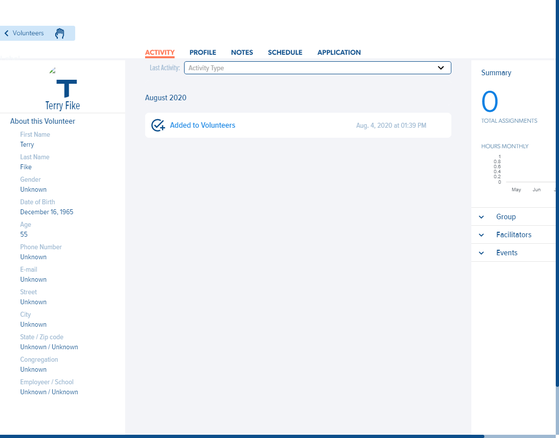 Volunteers
ACTIVITY PROFILE NOTES SCHEDULE APPLICATION
Last Activity: Activity Type
T
Terry Fike
About this Volunteer
First Name
Terry
Last Name
Fike
Gender
Unknown
Date of Birth
December 16, 1965
Age
55
Phone Number
Unknown
E-mail
Unknown
Street
Unknown
City
Unknown
State / Zip code
Unknown / Unknown
Congregation
Unknown
Employeer / School
Unknown / Unknown
August 2020
Added to Volunteers Aug. 4, 2020 at 01:39 PM
Summary
0
TOTAL ASSIGNMENTS
HOURS MONTHLY
1
0.8
0.6
0.4
0.2
0
May Jun
Group
Facilitators
Events